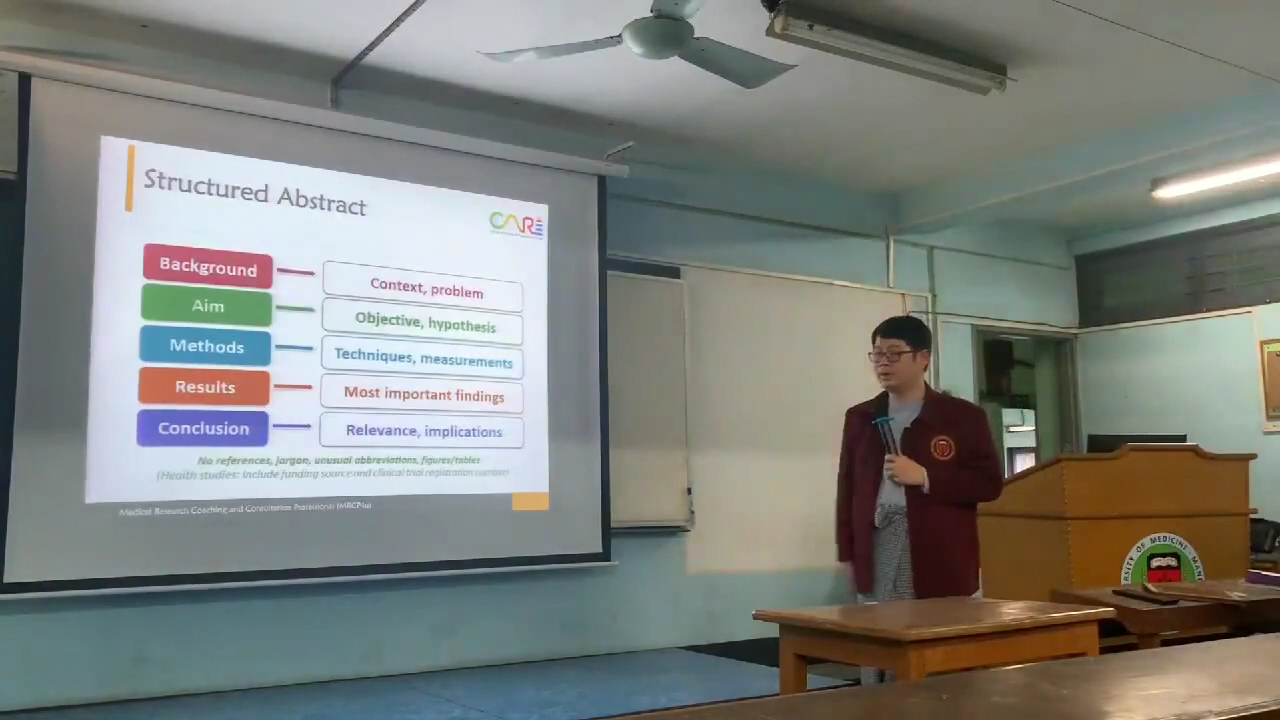 Structured Abstract
CARE
Background
Context, problem
Aim
Objective, hypothesis
Methods
Techniques, measurements
Results
Most important findings
Conclusion
Relevance, implications
No references, jargon, unusual abbreviations, figures/tables
(Health studies: Include funding source and clinical trial registration number)
Medical Research Coaching and Consultation
OF MEDICINE,